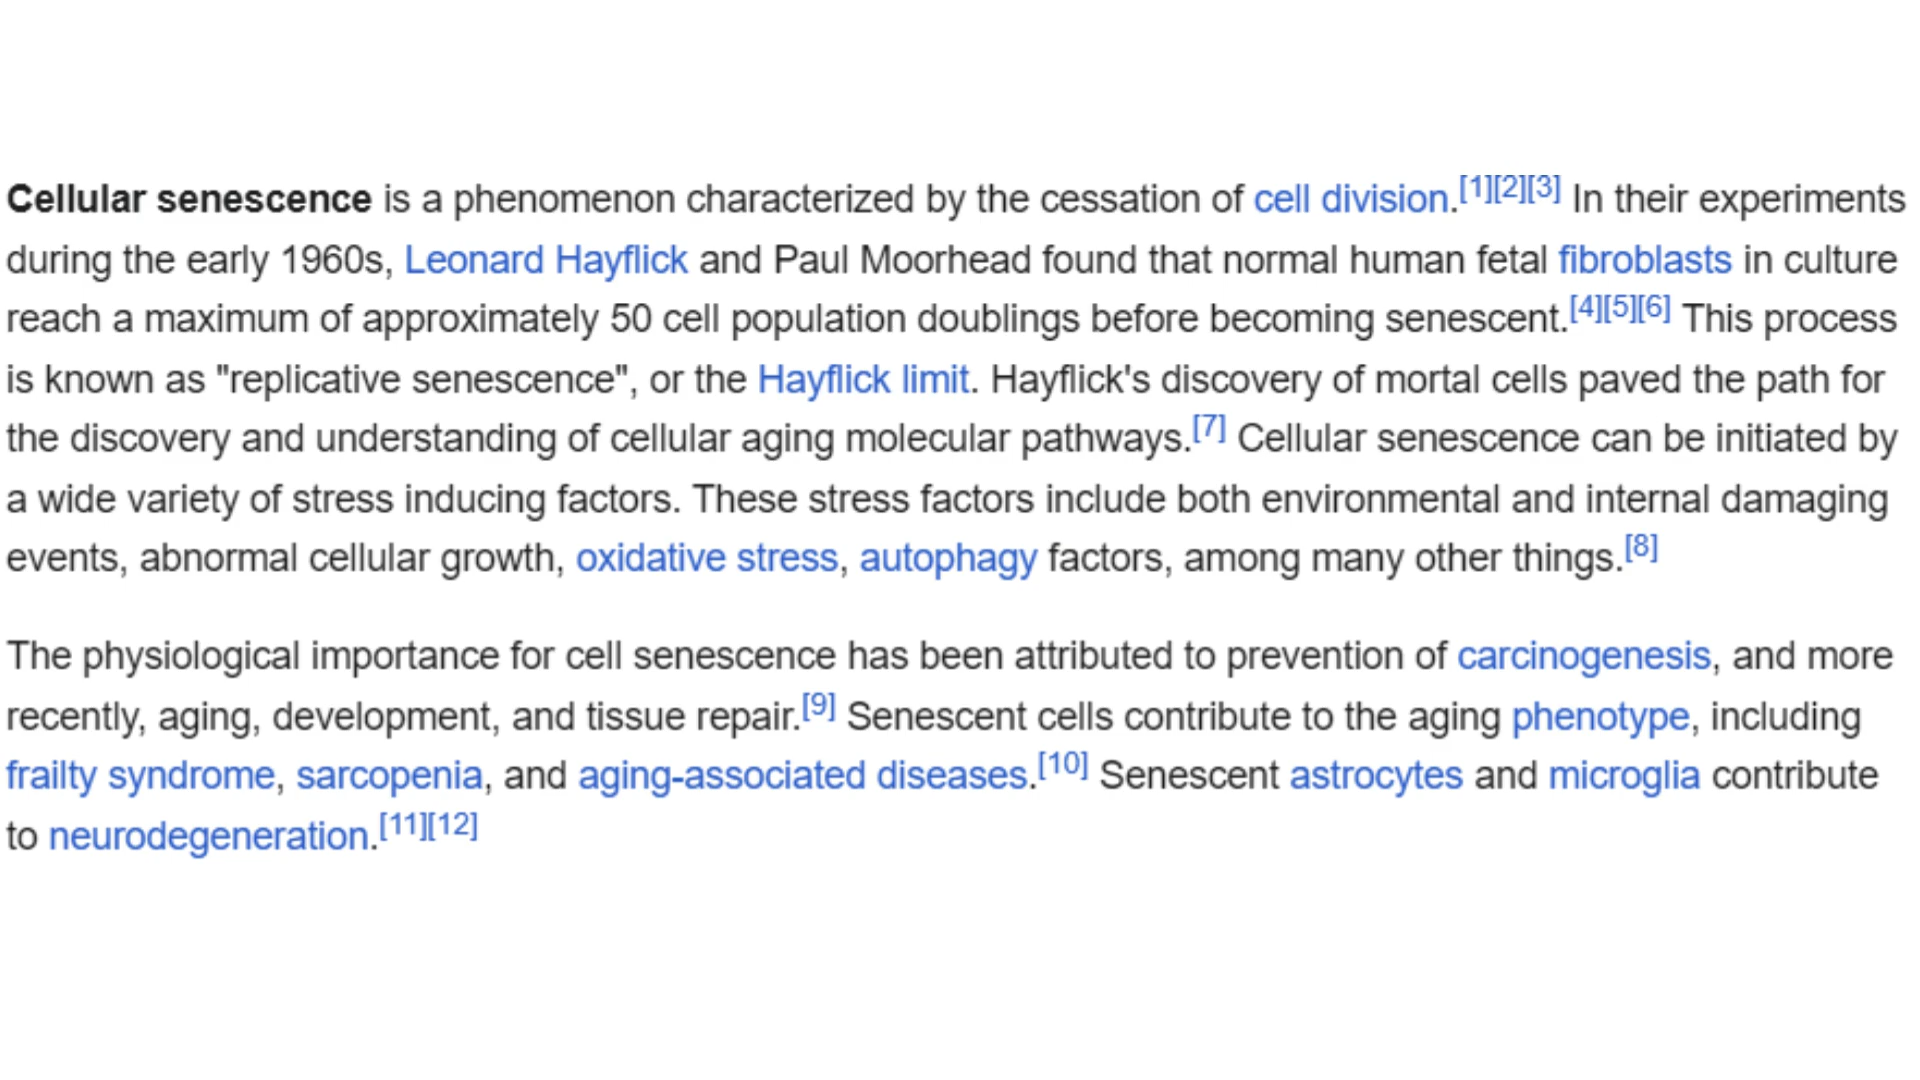 Cellular senescence is a phenomenon characterized by the cessation of cell division.[1][2][3] In their experiments
during the early 1960s, Leonard Hayflick and Paul Moorhead found that normal human fetal fibroblasts in culture
reach a maximum of approximately 50 cell population doublings before becoming senescent.[4][5][6] This process
is known as "replicative senescence", or the Hayflick limit. Hayflick's discovery of mortal cells paved the path for
the discovery and understanding of cellular aging molecular pathways.[7] Cellular senescence can be initiated by
a wide variety of stress inducing factors. These stress factors include both environmental and internal damaging
events, abnormal cellular growth, oxidative stress, autophagy factors, among many other things.[8]
The physiological importance for cell senescence has been attributed to prevention of carcinogenesis, and more
recently, aging, development, and tissue repair.[9] Senescent cells contribute to the aging phenotype, including
frailty syndrome, sarcopenia, and aging-associated diseases.[10] Senescent astrocytes and microglia contribute
to neurodegeneration.[11][12]